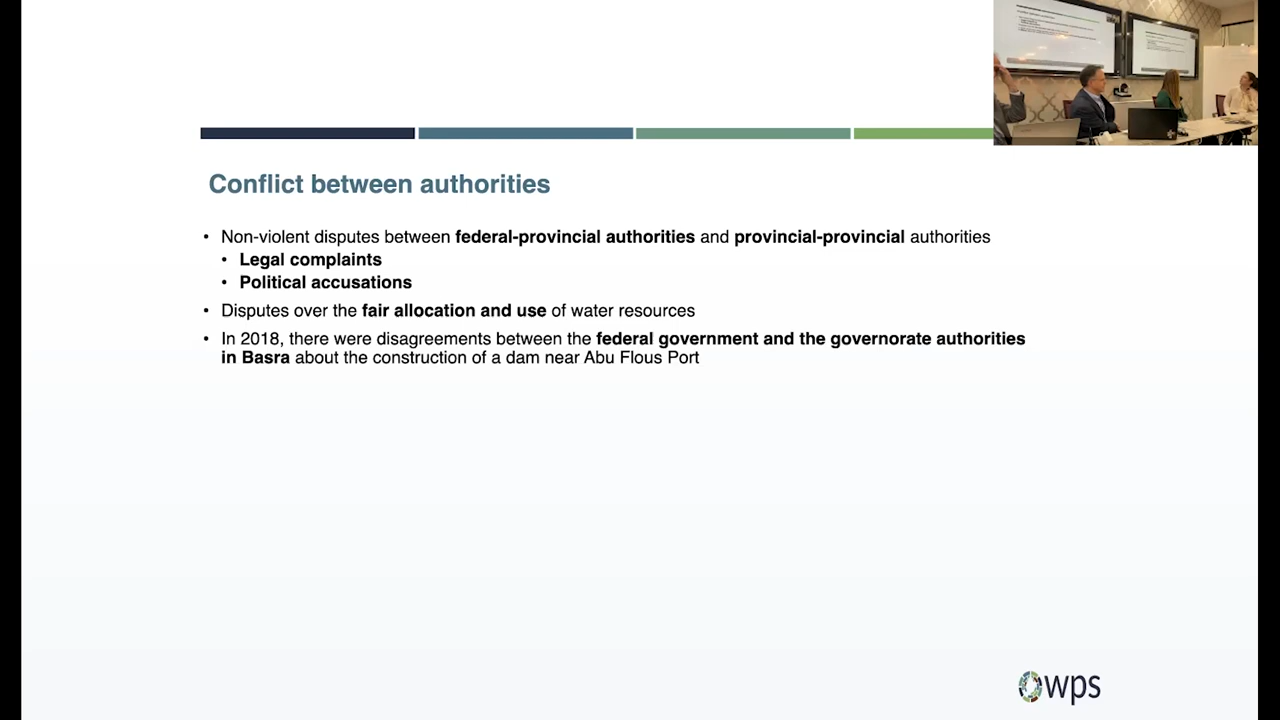 Conflict between authorities
• Non-violent disputes between federal-provincial authorities and provincial-provincial authorities
• Legal complaints
• Political accusations
• Disputes over the fair allocation and use of water resources
• In 2018, there were disagreements between the federal government and the governorate authorities
in Basra about the construction of a dam near Abu Flous Port
wps